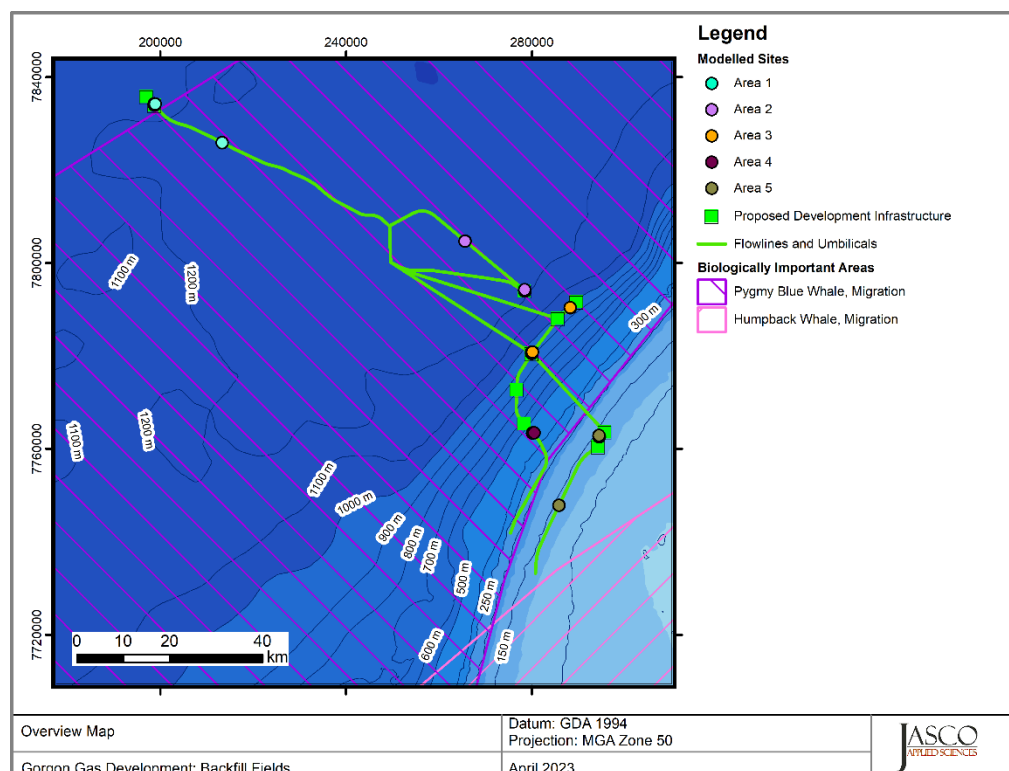 200000
240000
280000
7840000
7800000
7760000
7720000
1100 m
1200 m
300 m
1100 m
1200 m
1100 m
1000 m
900 m
800 m
700 m
500 m
250 m
600 m
150 m
0 10 20 40
km
Legend
Modelled Sites
Area 1
Area 2
Area 3
Area 4
Area 5
Proposed Development Infrastructure
Flowlines and Umbilicals
Biologically Important Areas
Pygmy Blue Whale, Migration
Humpback Whale, Migration
Overview Map
Datum: GDA 1994
Projection: MGA Zone 50
JASCO
APPLIED SCIENCES
Gorgon Gas Development: Backfill Fields
April 2023